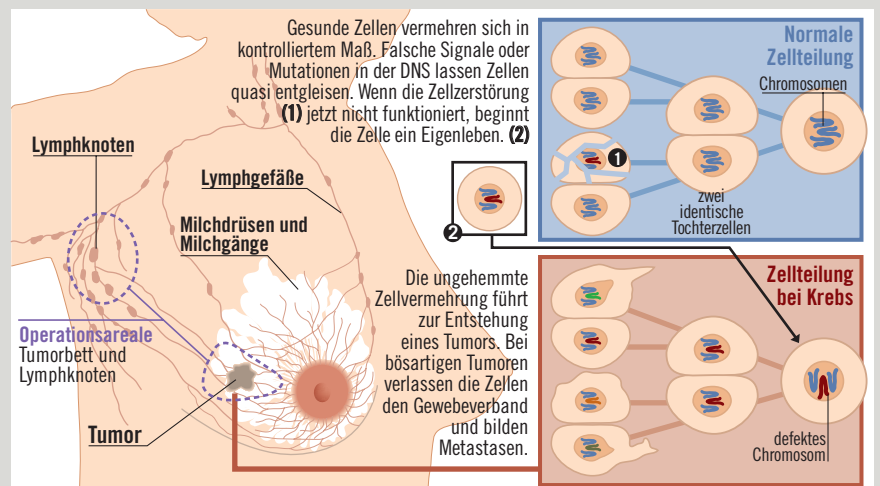 Gesunde Zellen vermehren sich in
kontrolliertem Maß. Falsche Signale oder
Mutationen in der DNS lassen Zellen
quasi entgleisen. Wenn die Zellzerstörung
(1) jetzt nicht funktioniert, beginnt
die Zelle ein Eigenleben. (2)
Normale
Zellteilung
Chromosomen
1
zwei
identische
Tochterzellen
2
Lymphknoten
Lymphgefäße
Milchdrüsen und
Milchgänge
Operationsareale
Tumorbett und
Lymphknoten
Tumor
Die ungehemmte
Zellvermehrung führt
zur Entstehung
eines Tumors. Bei
bösartigen Tumoren
verlassen die Zellen
den Gewebeverband
und bilden
Metastasen.
Zellteilung
bei Krebs
defektes
Chromosom